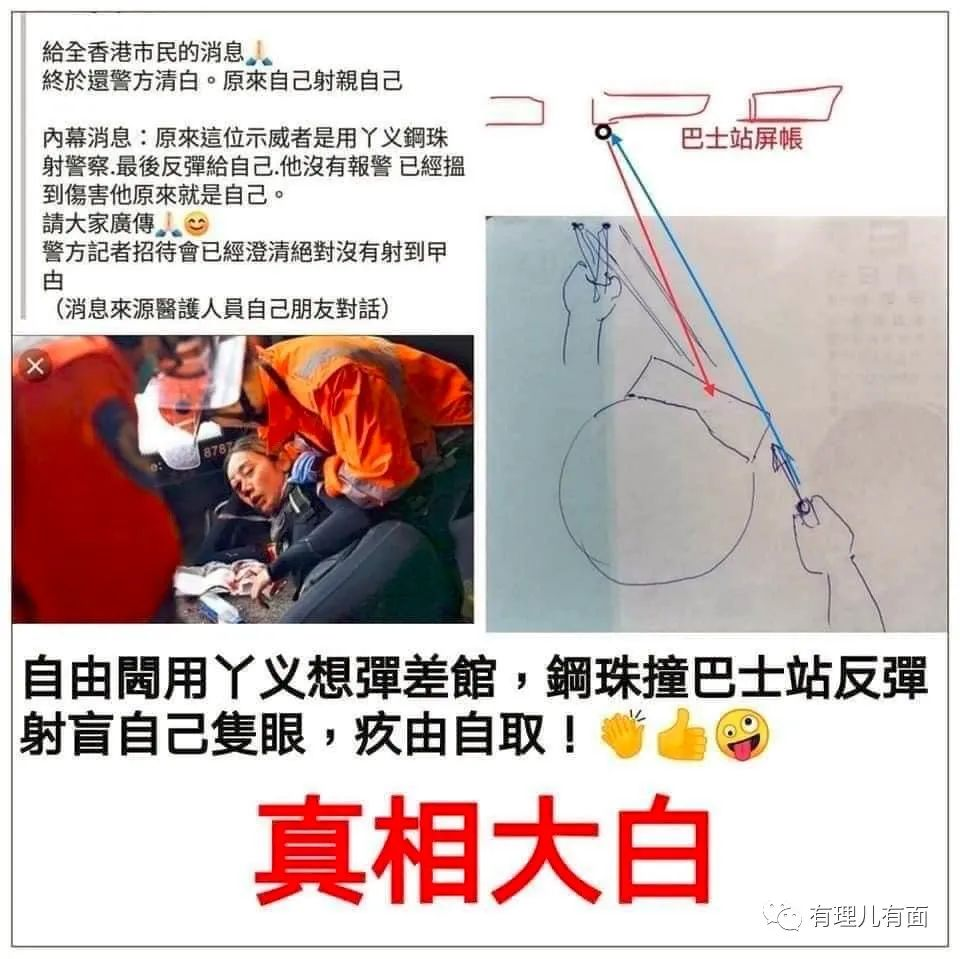 給全香港市民的消息🙏🏻
終於還警方清白。原來自己射親自己
內幕消息：原來這位示威者是用丫义鋼珠
射警察.最後反彈給自己.他沒有報警 已經搵
到傷害他原來就是自己。
請大家廣傳🙏🏻😊
警方記者招待會已經澄清絕對沒有射到曱
甴
（消息來源醫護人員自己朋友對話）
巴士站屏帳
8787
自由閪用丫义想彈差館，鋼珠撞巴士站反彈
射盲自己隻眼，疚由自取！👏👍🤪
真相大白
有理儿有面